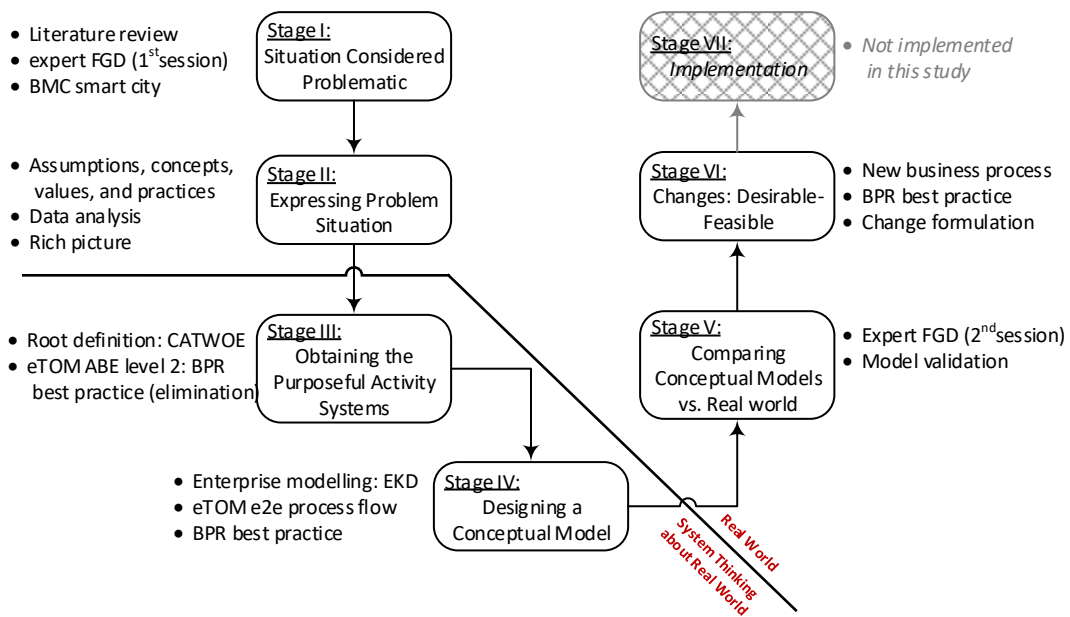 • Literature review
• expert FGD (1st session)
• BMC smart city
Stage I:
Situation Considered
Problematic
• Assumptions, concepts,
values, and practices
• Data analysis
• Rich picture
Stage II:
Expressing Problem
Situation
• Root definition: CATWOE
• eTOM ABE level 2: BPR
best practice (elimination)
Stage III:
Obtaining the
Purposeful Activity
Systems
• Enterprise modelling: EKD
• eTOM e2e process flow
• BPR best practice
Stage IV:
Designing a
Conceptual Model
Stage V:
Comparing
Conceptual Models
vs. Real world
• Expert FGD (2nd session)
• Model validation
Stage VI:
Changes: Desirable-
Feasible
• New business process
• BPR best practice
• Change formulation
Stage VII:
Implementation
• Not implemented
in this study
Real World
System Thinking
about Real World